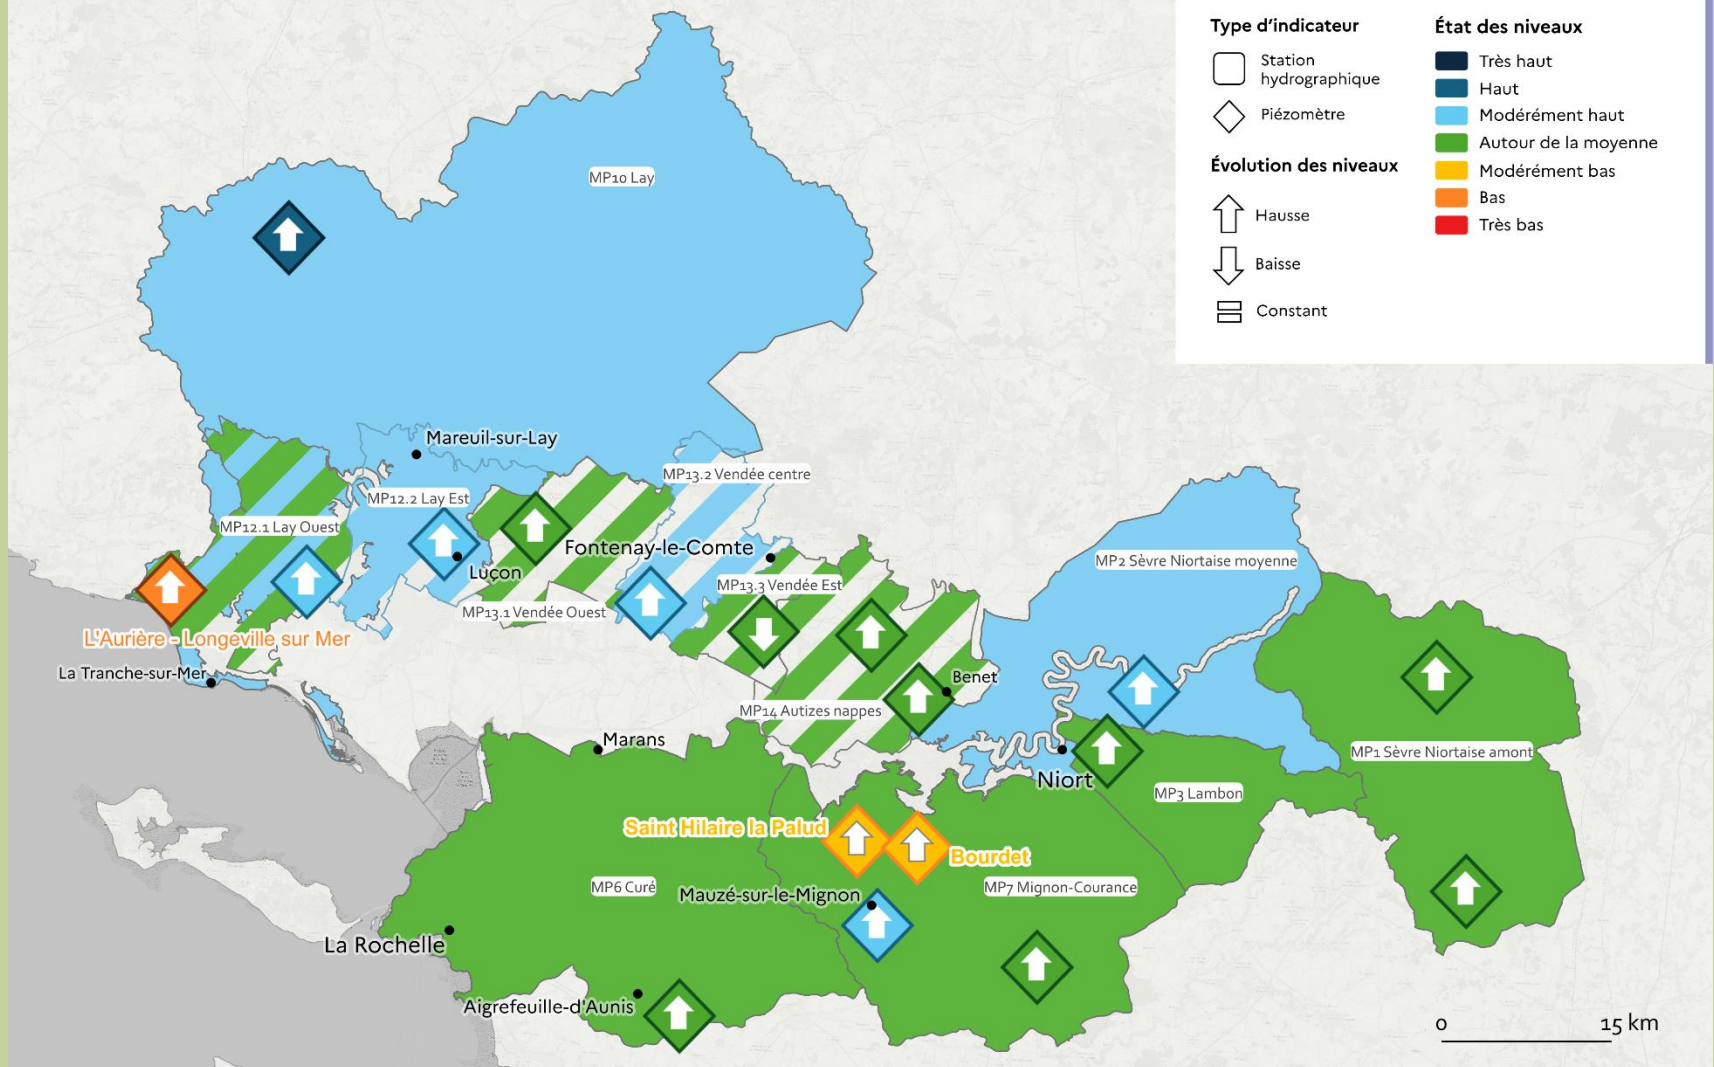 Type d'indicateur
Station
hydrographique
Piézomètre
Évolution des niveaux
Hausse
Baisse
Constant
État des niveaux
Très haut
Haut
Modérément haut
Autour de la moyenne
Modérément bas
Bas
Très bas
MP10 Lay
Mareuil-sur-Lay
MP13.2 Vendée centre
MP12.2 Lay Est
MP12.1 Lay Ouest
Fontenay-le-Comte
MP2 Sèvre Niortaise moyenne
Luçon
MP13.3 Vendée Est
MP13.1 Vendée Ouest
L'Aurière - Longeville sur Mer
La Tranche-sur-Mer
Benet
MP14 Autizes nappes
Marans
MP1 Sèvre Niortaise amont
Niort
MP3 Lambon
Saint Hilaire la Palud
Bourdet
MP6 Curé
Mauzé-sur-le-Mignon
MP7 Mignon-Courance
La Rochelle
Aigrefeuille-d'Aunis
0 15 km